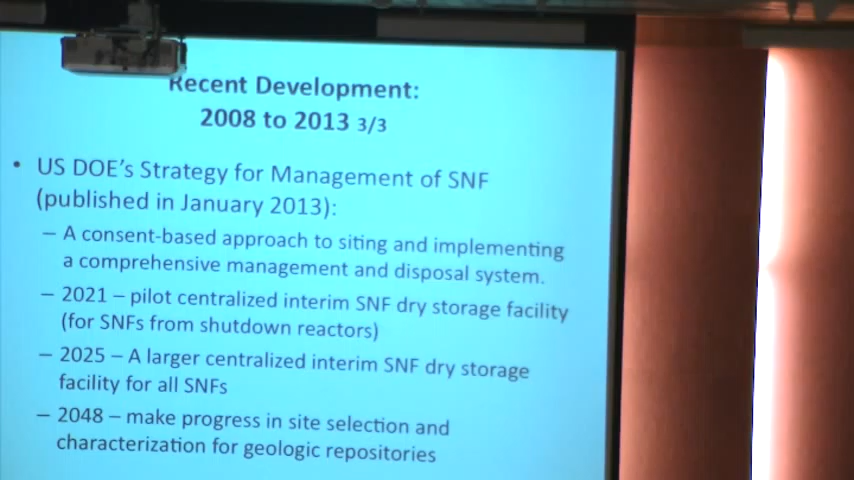 Recent Development:
2008 to 2013 3/3
• US DOE's Strategy for Management of SNF
(published in January 2013):
– A consent-based approach to siting and implementing
a comprehensive management and disposal system.
– 2021 – pilot centralized interim SNF dry storage facility
(for SNFs from shutdown reactors)
– 2025 – A larger centralized interim SNF dry storage
facility for all SNFs
– 2048 – make progress in site selection and
characterization for geologic repositories